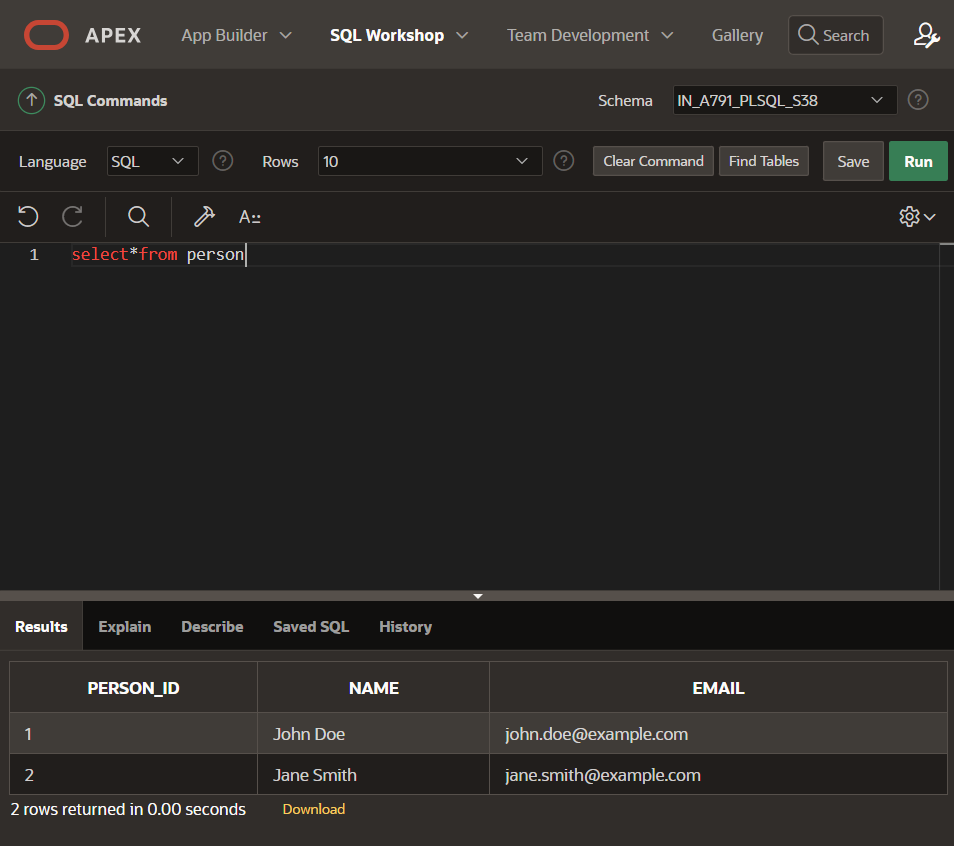 APEX App Builder SQL Workshop Team Development Gallery Search
SQL Commands Schema IN_A791_PLSQL_S38 ?
Language SQL ? Rows 10 ? Clear Command Find Tables Save Run
A::
1 select*from person
Results Explain Describe Saved SQL History
PERSON_ID NAME EMAIL
1 John Doe john.doe@example.com
2 Jane Smith jane.smith@example.com
2 rows returned in 0.00 seconds Download